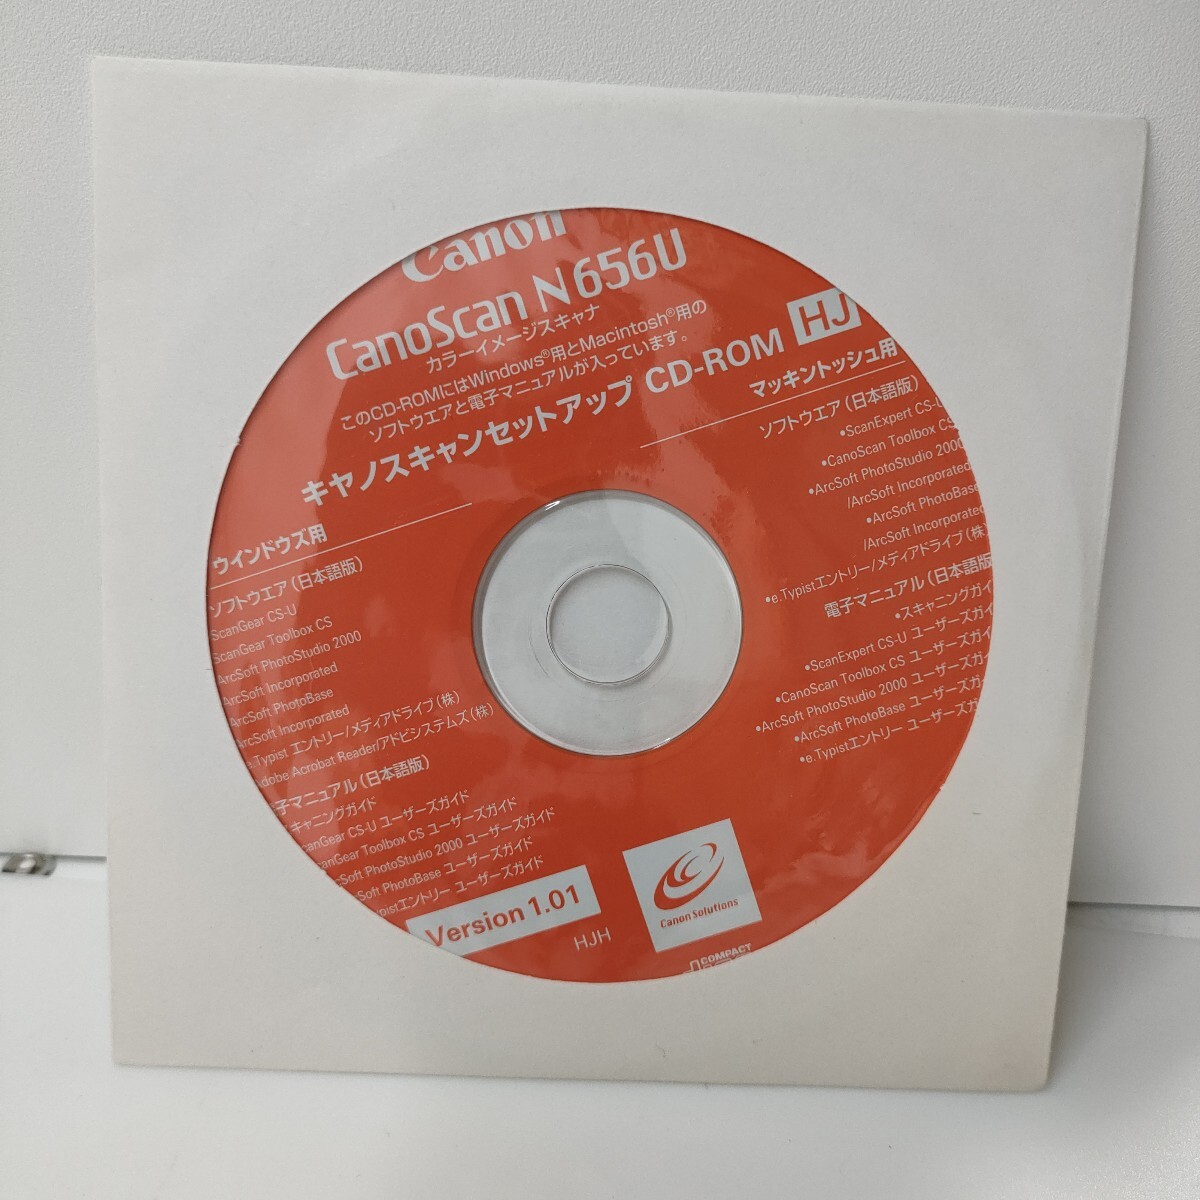 Canon
CanoScan N656U
カラーイメージスキャナ
このCD-ROMにはWindows®用とMacintosh®用の
ソフトウエアと電子マニュアルが入っています。
キヤノスキャンセットアップ CD-ROM HJ
ウインドウズ用
ソフトウエア（日本語版）
ScanGear CS-U
ScanGear Toolbox CS
ArcSoft PhotoStudio 2000
ArcSoft Incorporated
ArcSoft PhotoBase
ArcSoft Incorporated
e.Typist エントリー/メディアドライブ（株）
dobe Acrobat Reader/アドビシステムズ（株）
子マニュアル（日本語版）
キャニングガイド
canGear CS-U ユーザーズガイド
canGear Toolbox CS ユーザーズガイド
cSoft PhotoStudio 2000 ユーザーズガイド
cSoft PhotoBase ユーザーズガイド
ypistエントリー ユーザーズガイド
マッキントッシュ用
ソフトウエア（日本語版）
•ScanExpert CS-U
•CanoScan Toolbox CS
•ArcSoft PhotoStudio 2000
/ArcSoft Incorporated
•ArcSoft PhotoBase
/ArcSoft Incorporated
•e.Typistエントリー/メディアドライブ（株）
電子マニュアル（日本語版
•スキャニングガイ
•ScanExpert CS-U ユーザーズガイ
•CanoScan Toolbox CS ユーザーズガイ
•ArcSoft PhotoStudio 2000 ユーザーズガ
•ArcSoft PhotoBase ユーザーズガイ
•e.Typistエントリー ユーザーズガ
Version 1.01
HJH
Canon Solutions
COMPACT